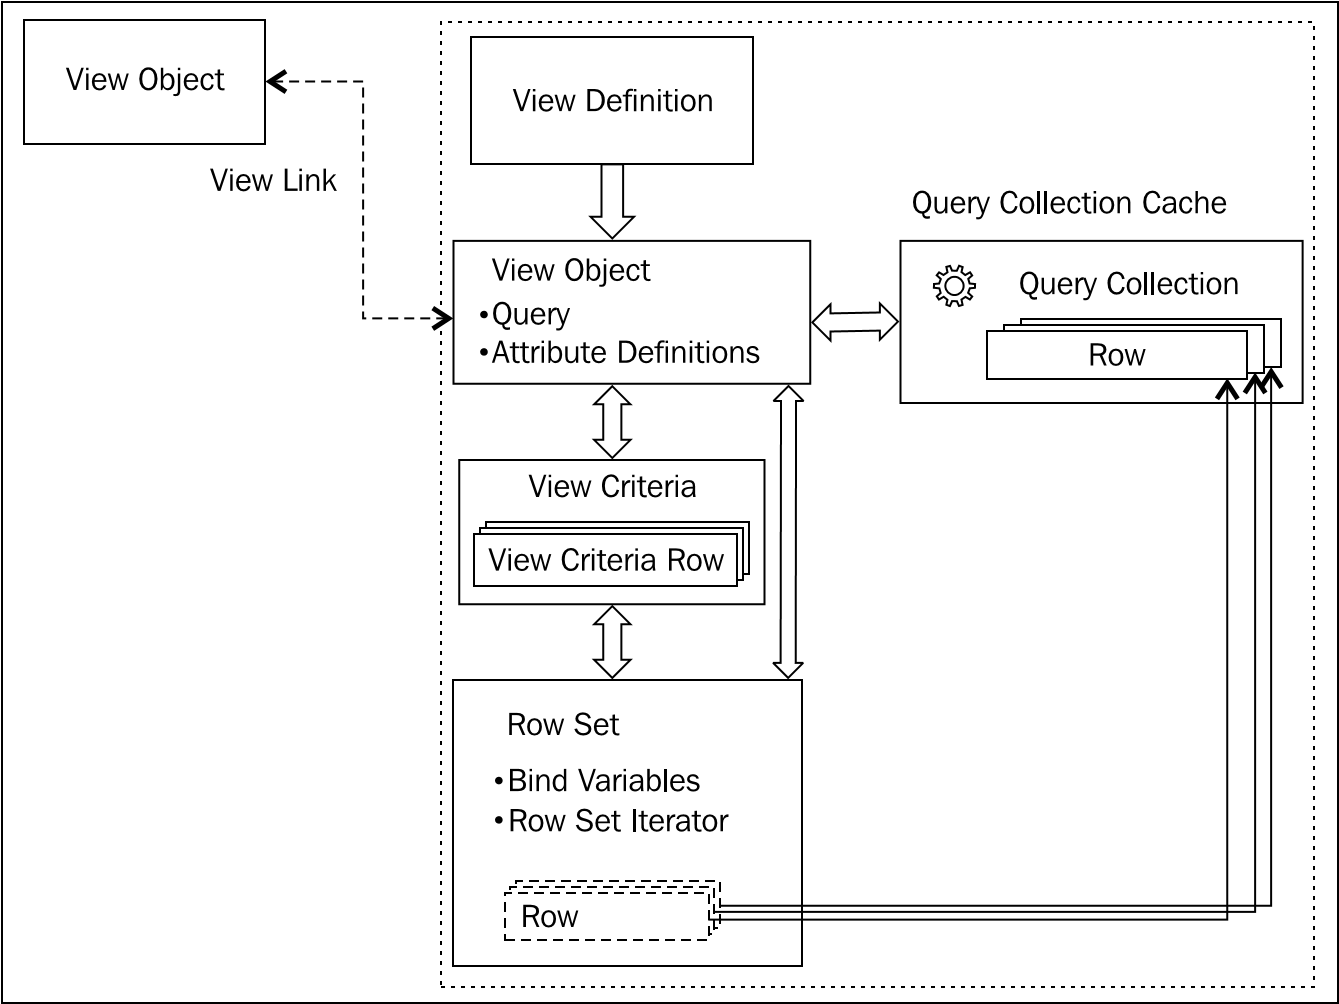 View Object
View Link
View Definition
View Object
•Query
•Attribute Definitions
Query Collection Cache
Query Collection
Row
View Criteria
View Criteria Row
Row Set
•Bind Variables
•Row Set Iterator
Row